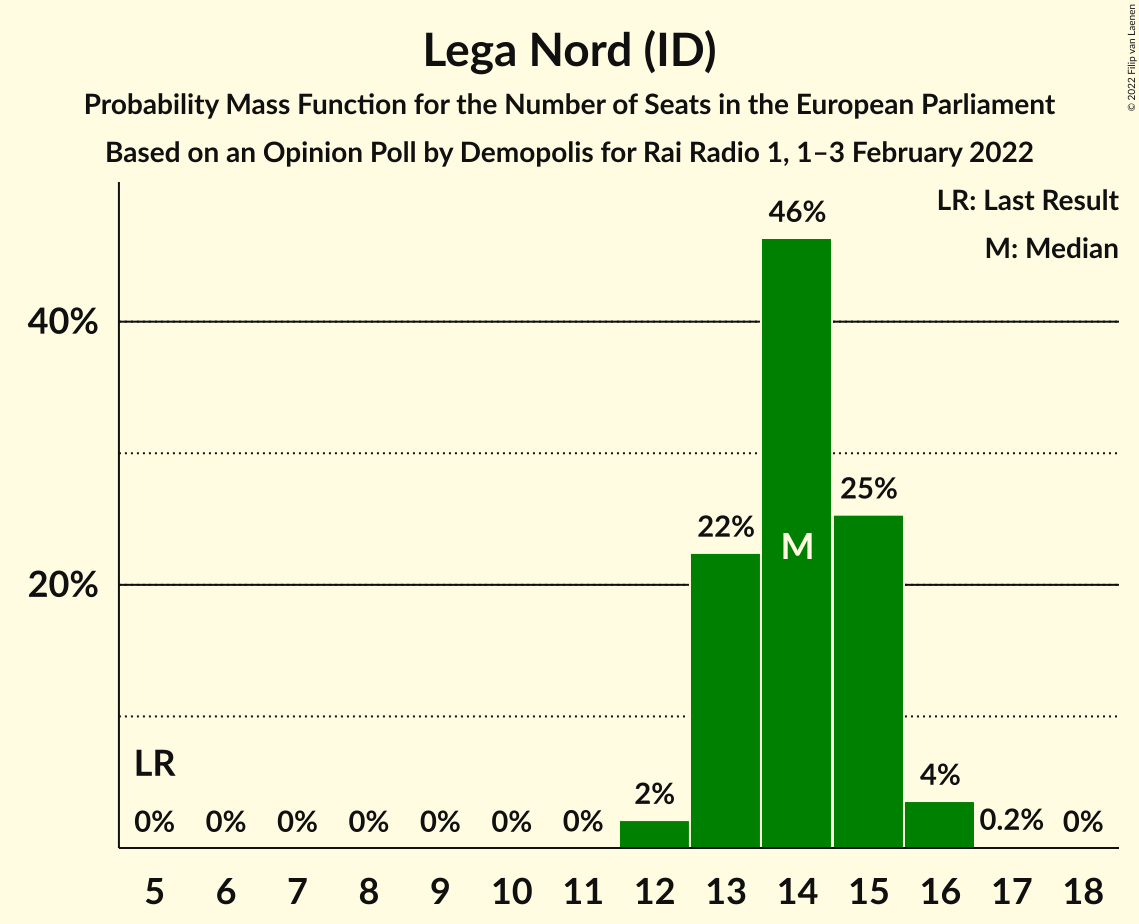 Lega Nord (ID)
Probability Mass Function for the Number of Seats in the European Parliament
Based on an Opinion Poll by Demopolis for Rai Radio 1, 1–3 February 2022
© 2022 Filip van Laenen
LR: Last Result
M: Median
40%
20%
46%
25%
22%
M
LR
0%
0%
0%
0%
0%
0%
0%
2%
4%
0.2%
0%
5 6 7 8 9 10 11 12 13 14 15 16 17 18